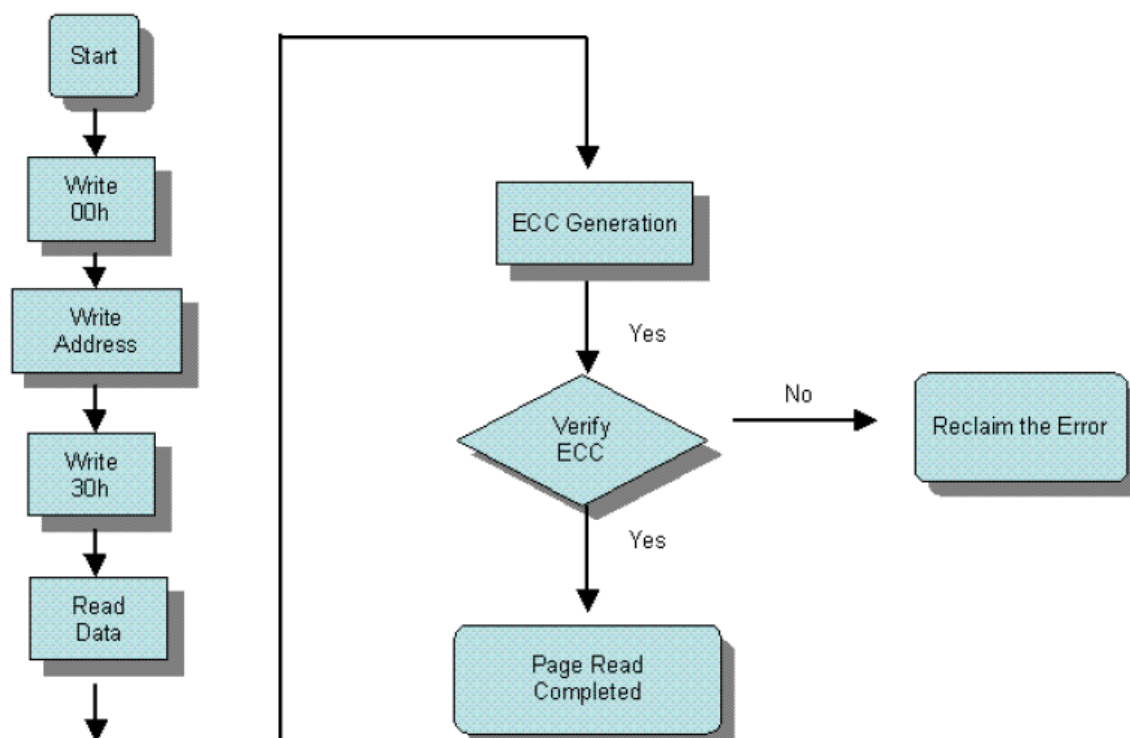 Start
Write
00h
Write
Address
Write
30h
Read
Data
ECC Generation
Yes
Verify
ECC
No
Reclaim the Error
Yes
Page Read
Completed